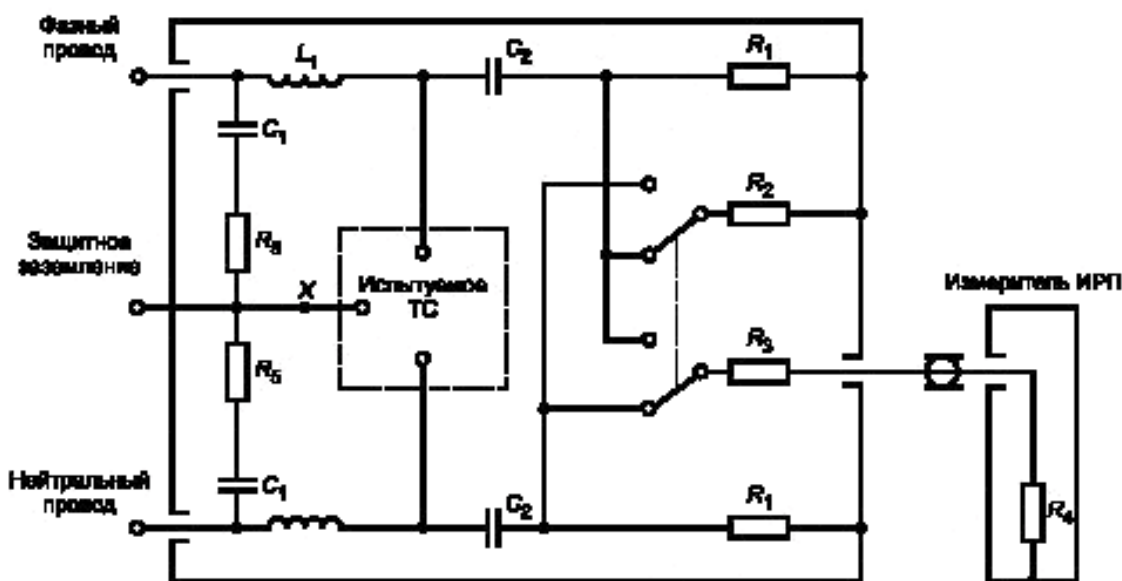 Фазный
провод
L1
C2
R1
C1
R2
Защитное
заземление
R5
X
Испытуемое
ТС
Измеритель ИРП
R3
R5
Нейтральный
провод
C1
C2
R1
R4